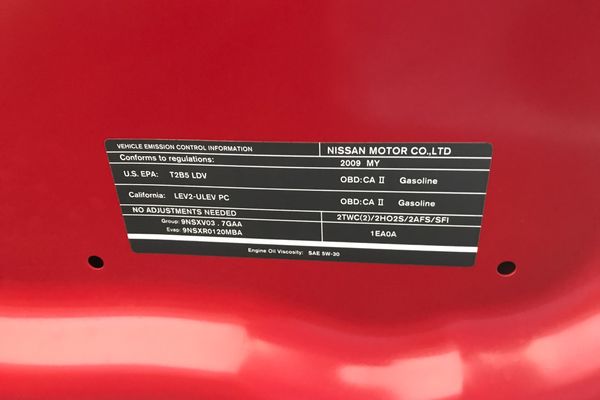 VEHICLE EMISSION CONTROL INFORMATION NISSAN MOTOR CO.,LTD
Conforms to regulations: 2009 MY
U.S. EPA: T2B5 LDV OBD:CA II Gasoline
California: LEV2-ULEV PC OBD:CA II Gasoline
NO ADJUSTMENTS NEEDED 2TWC(2)/2HO2S/2AFS/SFI
Group: 9NSXV03.7GAA
Evap: 9NSXR0120MBA 1EA0A
Engine Oil Viscosity: SAE 5W-30